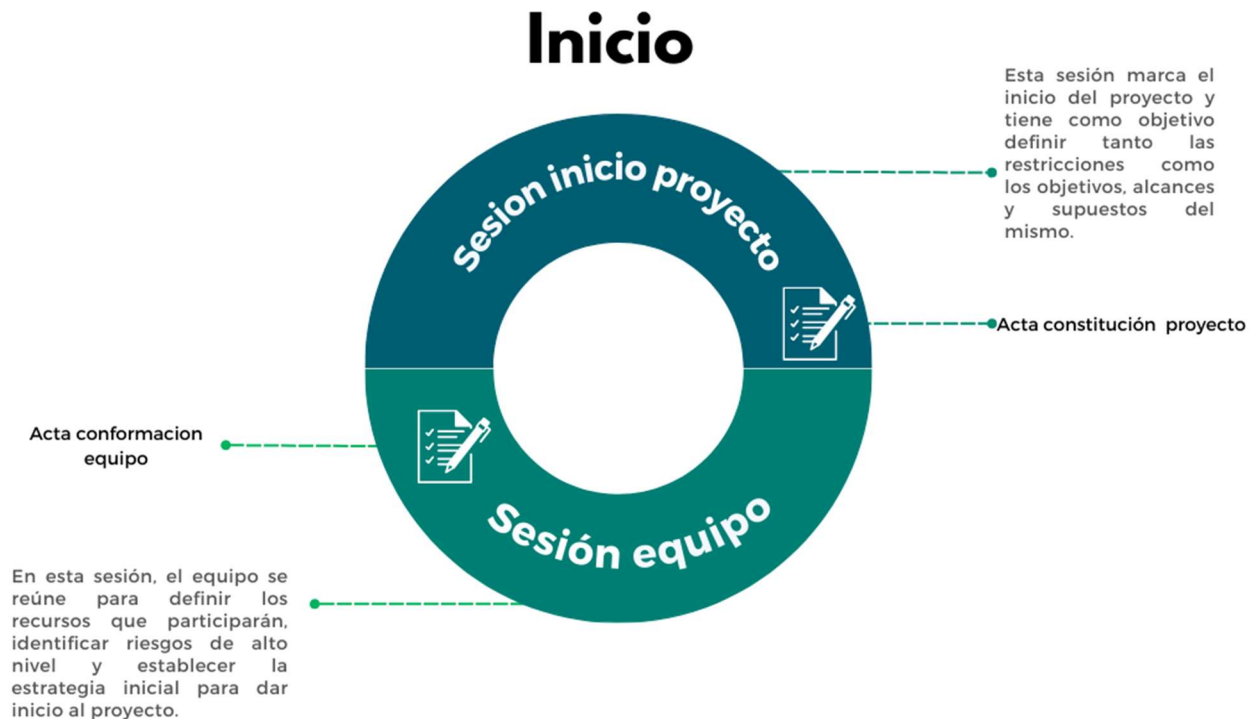 Inicio
Esta sesión marca el
inicio del proyecto y
tiene como objetivo
definir tanto las
restricciones como
los objetivos, alcances
y supuestos del
mismo.
Sesion inicio proyecto
Acta constitución proyecto
Acta conformacion
equipo
Sesión equipo
En esta sesión, el equipo se
reúne para definir los
recursos que participarán,
identificar riesgos de alto
nivel y establecer la
estrategia inicial para dar
inicio al proyecto.